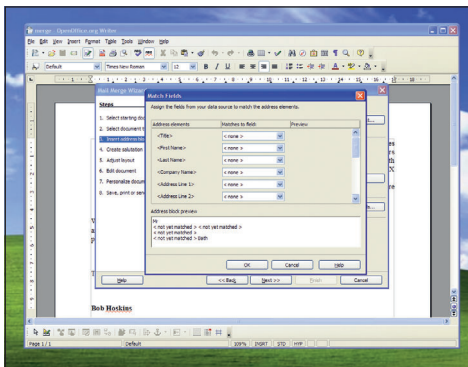 merge - OpenOffice.org Writer
File Edit View Insert Format Table Tools Window Help
Default Times New Roman 12 B I U
Mail Merge Wizard
Match Fields
Steps
Assign the fields from your data source to match the address elements.
1. Select starting do
2. Select document t
3. Insert address blo
4. Create salutation
5. Adjust layout
6. Edit document
7. Personalize docum
8. Save, print or sen
Address elements Matches to field: Preview
<Title> < none >
<First Name> < none >
<Last Name> < none >
<Company Name> < none >
<Address Line 1> < none >
<Address Line 2> < none >
Address block preview
Mr
< not yet matched > < not yet matched >
< not yet matched >
< not yet matched > Bath
OK Cancel Help
Help << Back Next >> Finish Cancel
Bob Hoskins
Page 1 / 1 Default 109% INSRT STD HYP